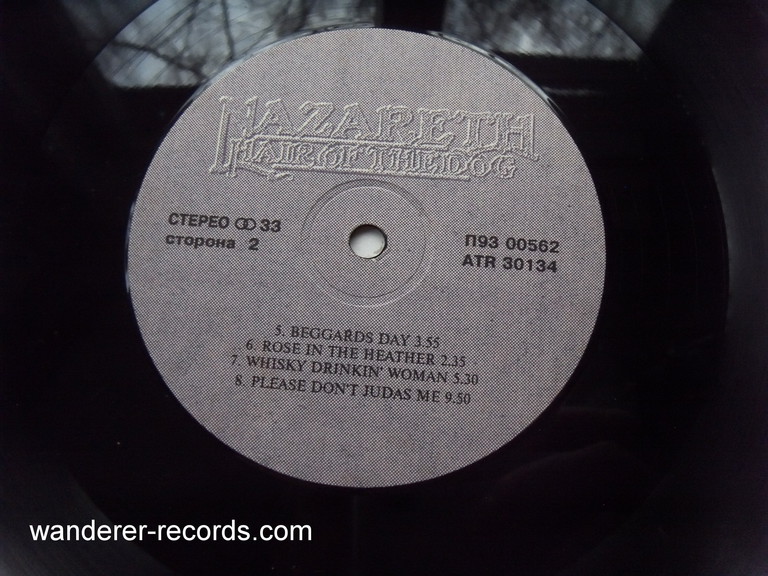 NAZARETH
HAIR OF THE DOG
СТЕРЕО ꝏ 33
сторона 2
П93 00562
ATR 30134
5. BEGGARDS DAY 3.55
6. ROSE IN THE HEATHER 2.35
7. WHISKY DRINKIN' WOMAN 5.30
8. PLEASE DON'T JUDAS ME 9.50
wanderer-records.com